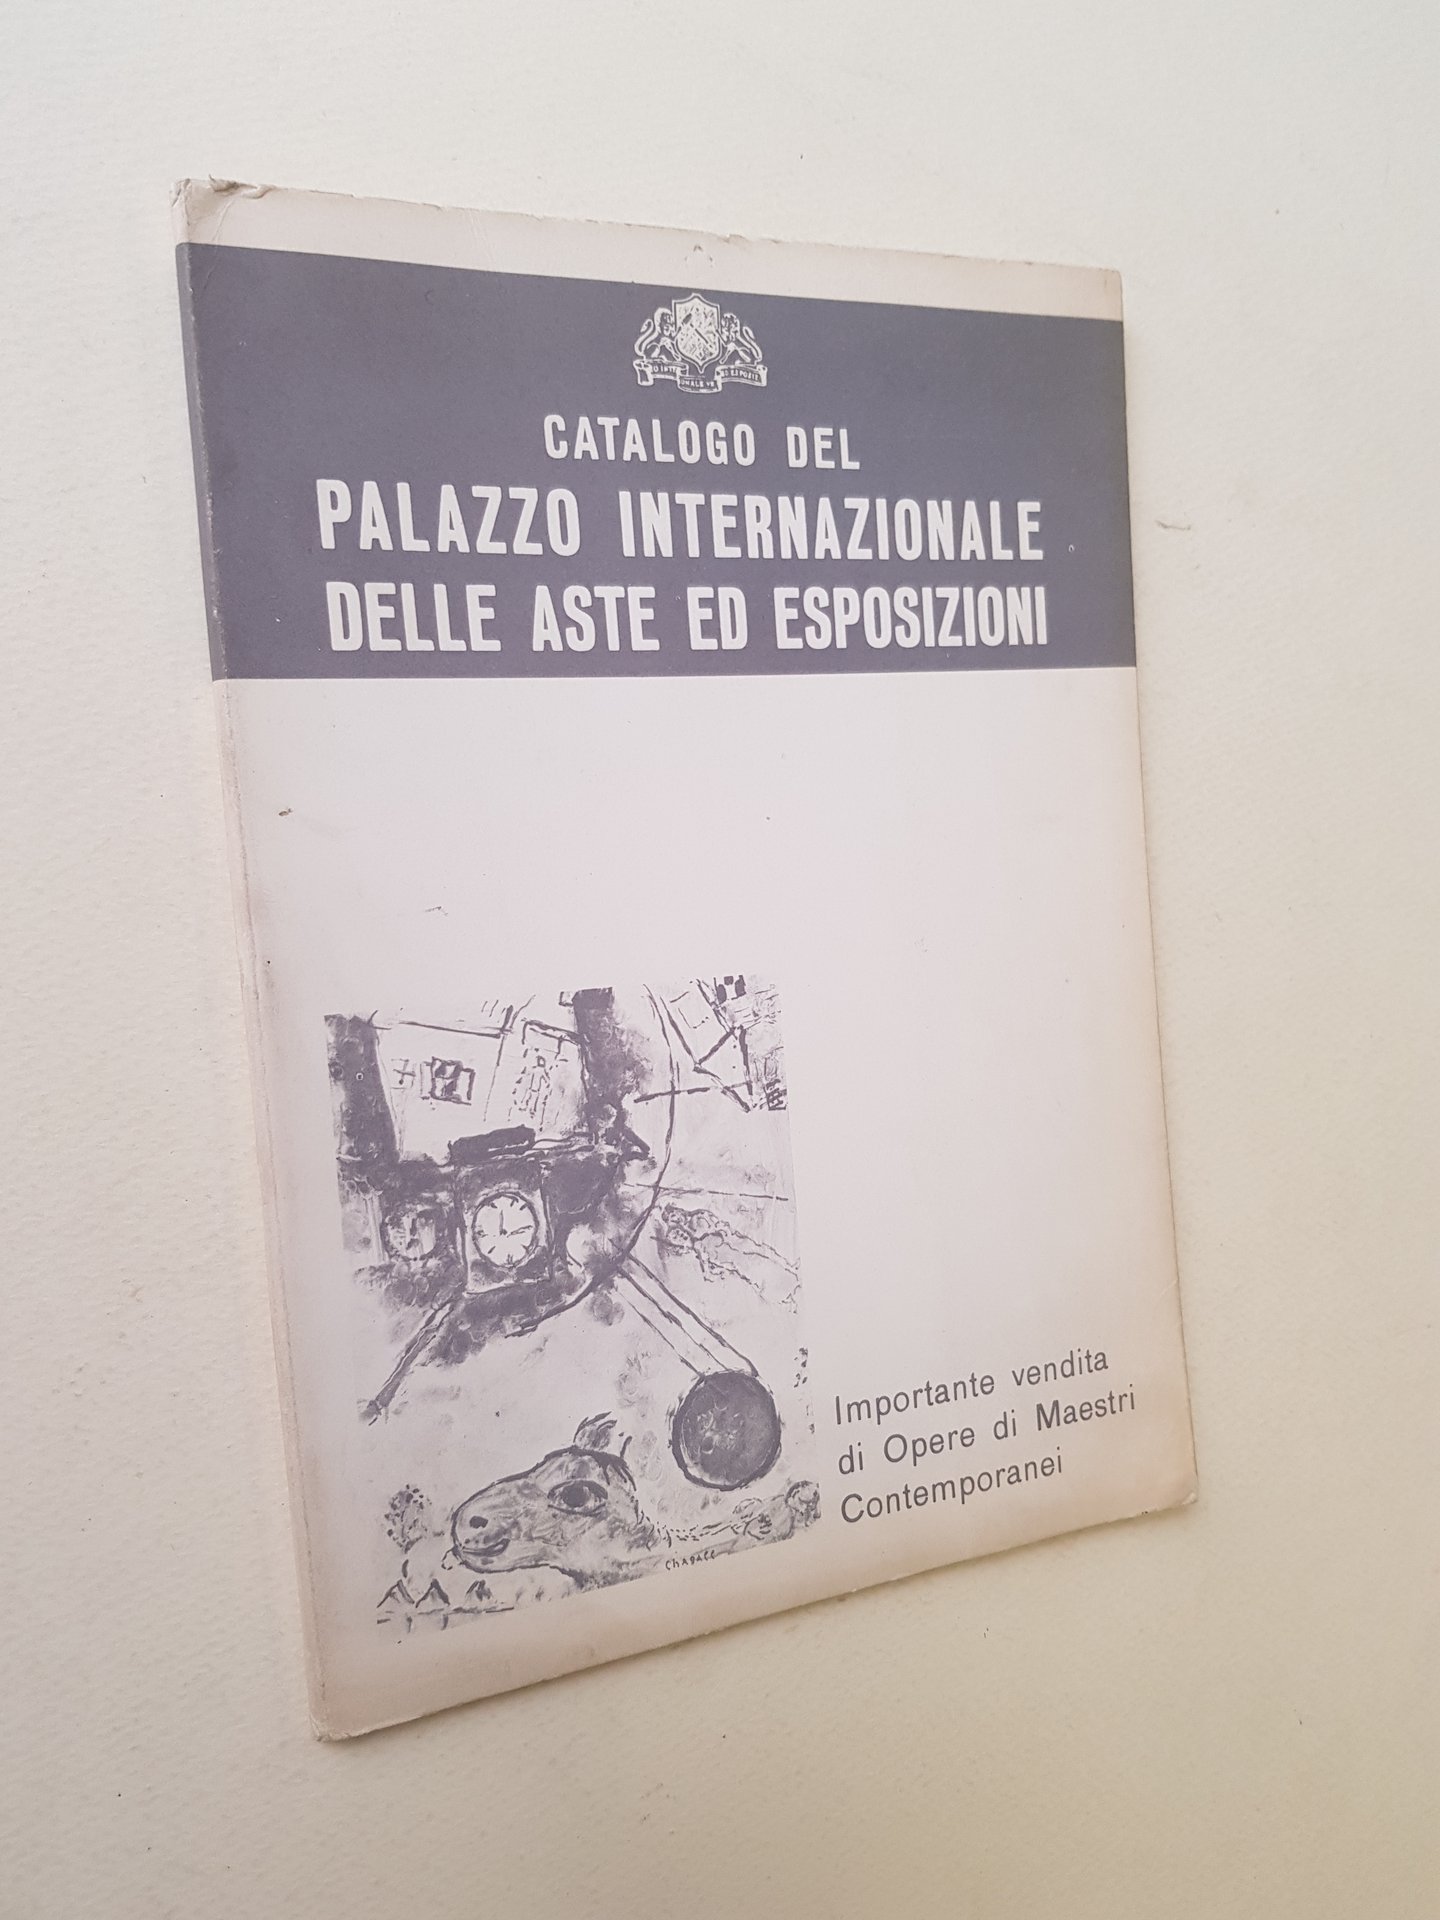 CATALOGO DEL
PALAZZO INTERNAZIONALE
DELLE ASTE ED ESPOSIZIONI
Importante vendita
di Opere di Maestri
Contemporanei
ChAgALL